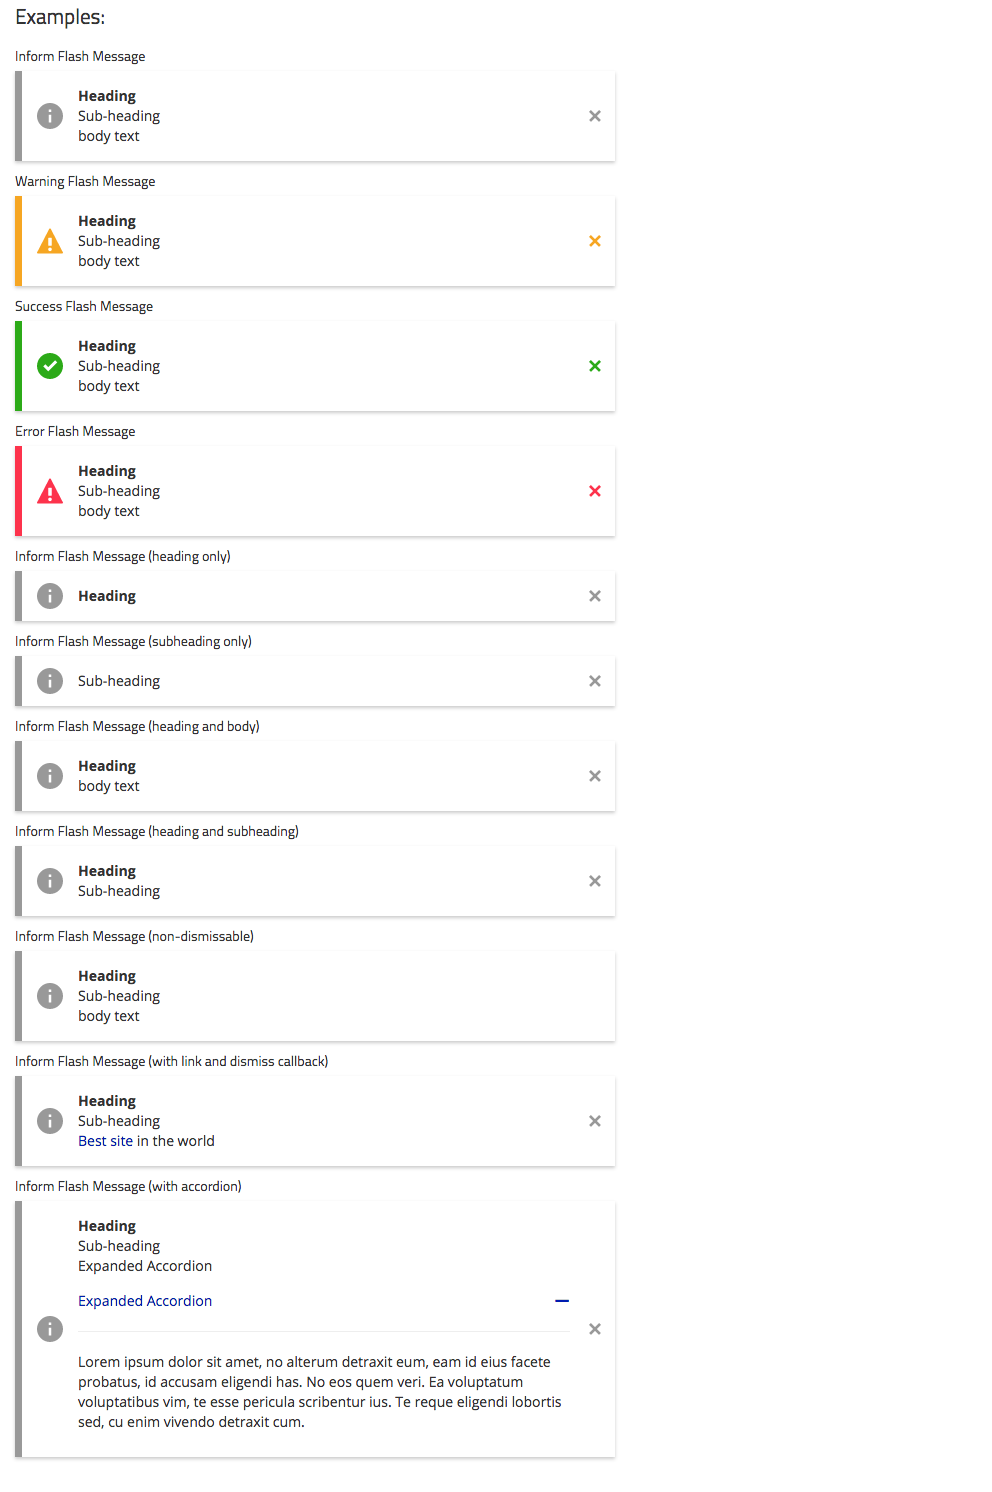 Examples:
Inform Flash Message
Heading
Sub-heading
body text
Warning Flash Message
Heading
Sub-heading
body text
Success Flash Message
Heading
Sub-heading
body text
Error Flash Message
Heading
Sub-heading
body text
Inform Flash Message (heading only)
Heading
Inform Flash Message (subheading only)
Sub-heading
Inform Flash Message (heading and body)
Heading
body text
Inform Flash Message (heading and subheading)
Heading
Sub-heading
Inform Flash Message (non-dismissable)
Heading
Sub-heading
body text
Inform Flash Message (with link and dismiss callback)
Heading
Sub-heading
Best site in the world
Inform Flash Message (with accordion)
Heading
Sub-heading
Expanded Accordion
Expanded Accordion
Lorem ipsum dolor sit amet, no alterum detraxit eum, eam id eius facete
probatus, id accusam eligendi has. No eos quem veri. Ea voluptatum
voluptatibus vim, te esse pericula scribentur ius. Te reque eligendi lobortis
sed, cu enim vivendo detraxit cum.